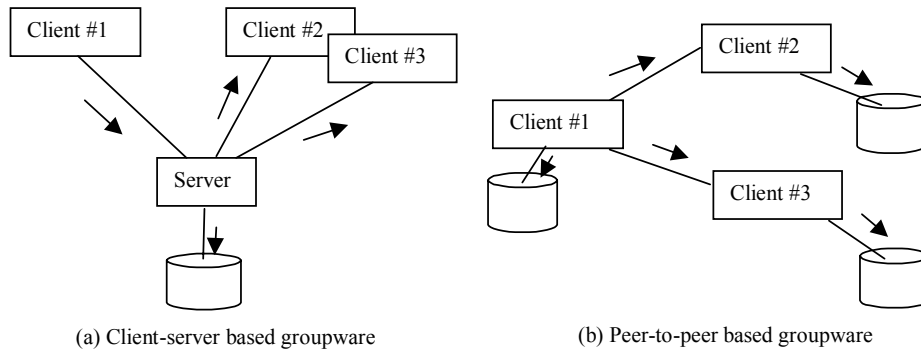 Client #1
Client #2
Client #3
Server
(a) Client-server based groupware
Client #2
Client #1
Client #3
(b) Peer-to-peer based groupware